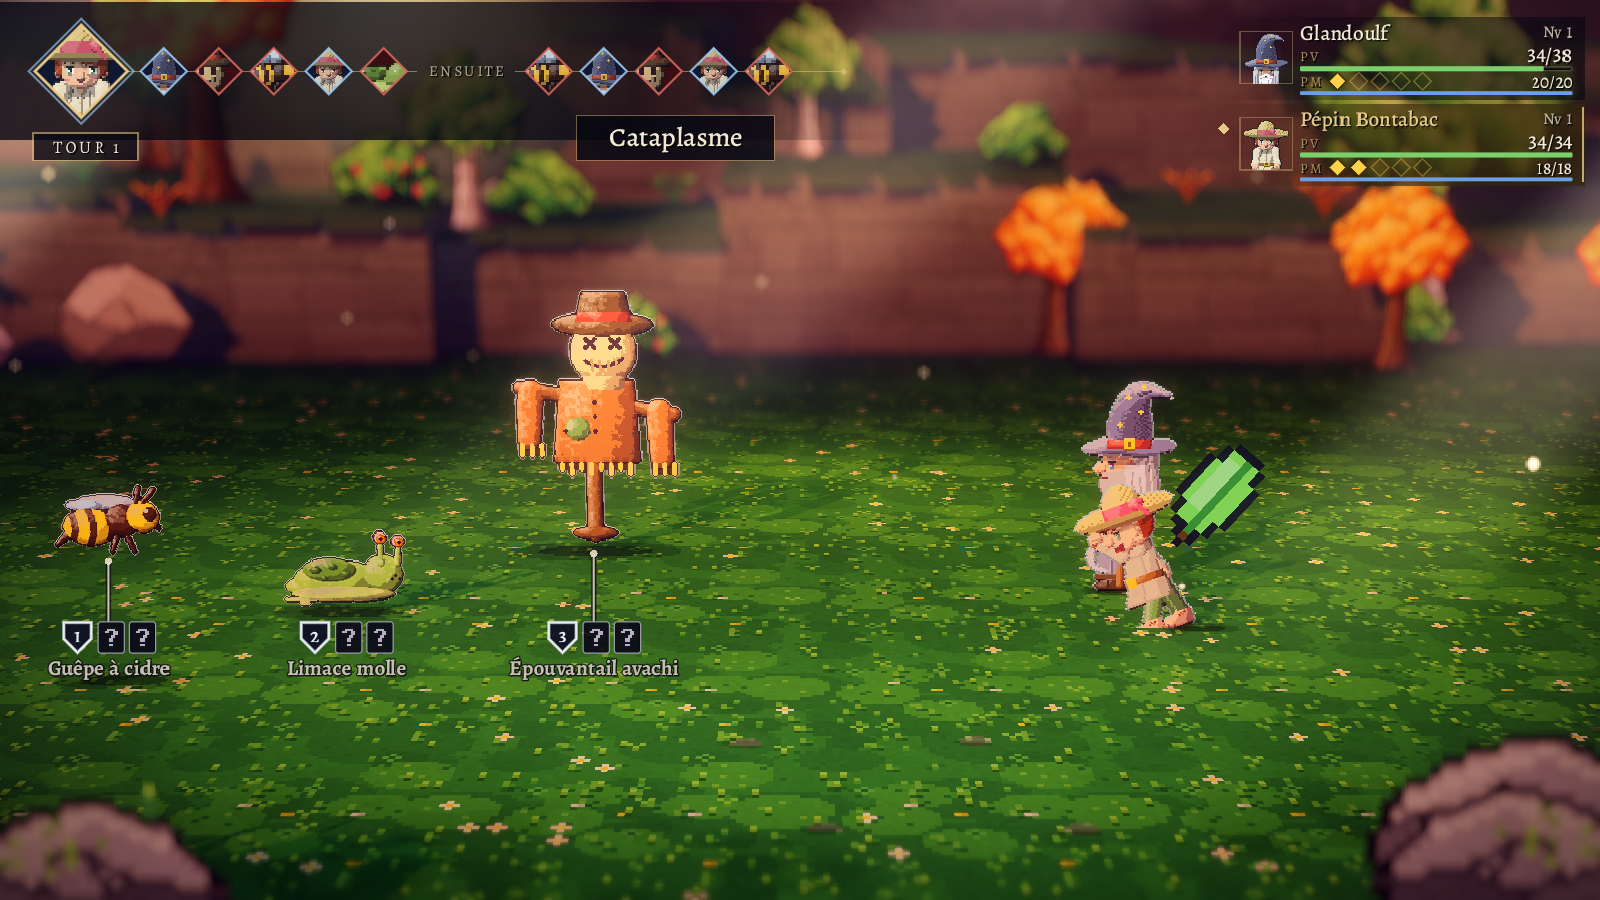 ENSUITE
TOUR 1
Cataplasme
Glandoulf Nv 1
PV 34/38
PM 20/20
Pépin Bontabac Nv 1
PV 34/34
PM 18/18
1 ? ?
Guêpe à cidre
2 ? ?
Limace molle
3 ? ?
Épouvantail avachi